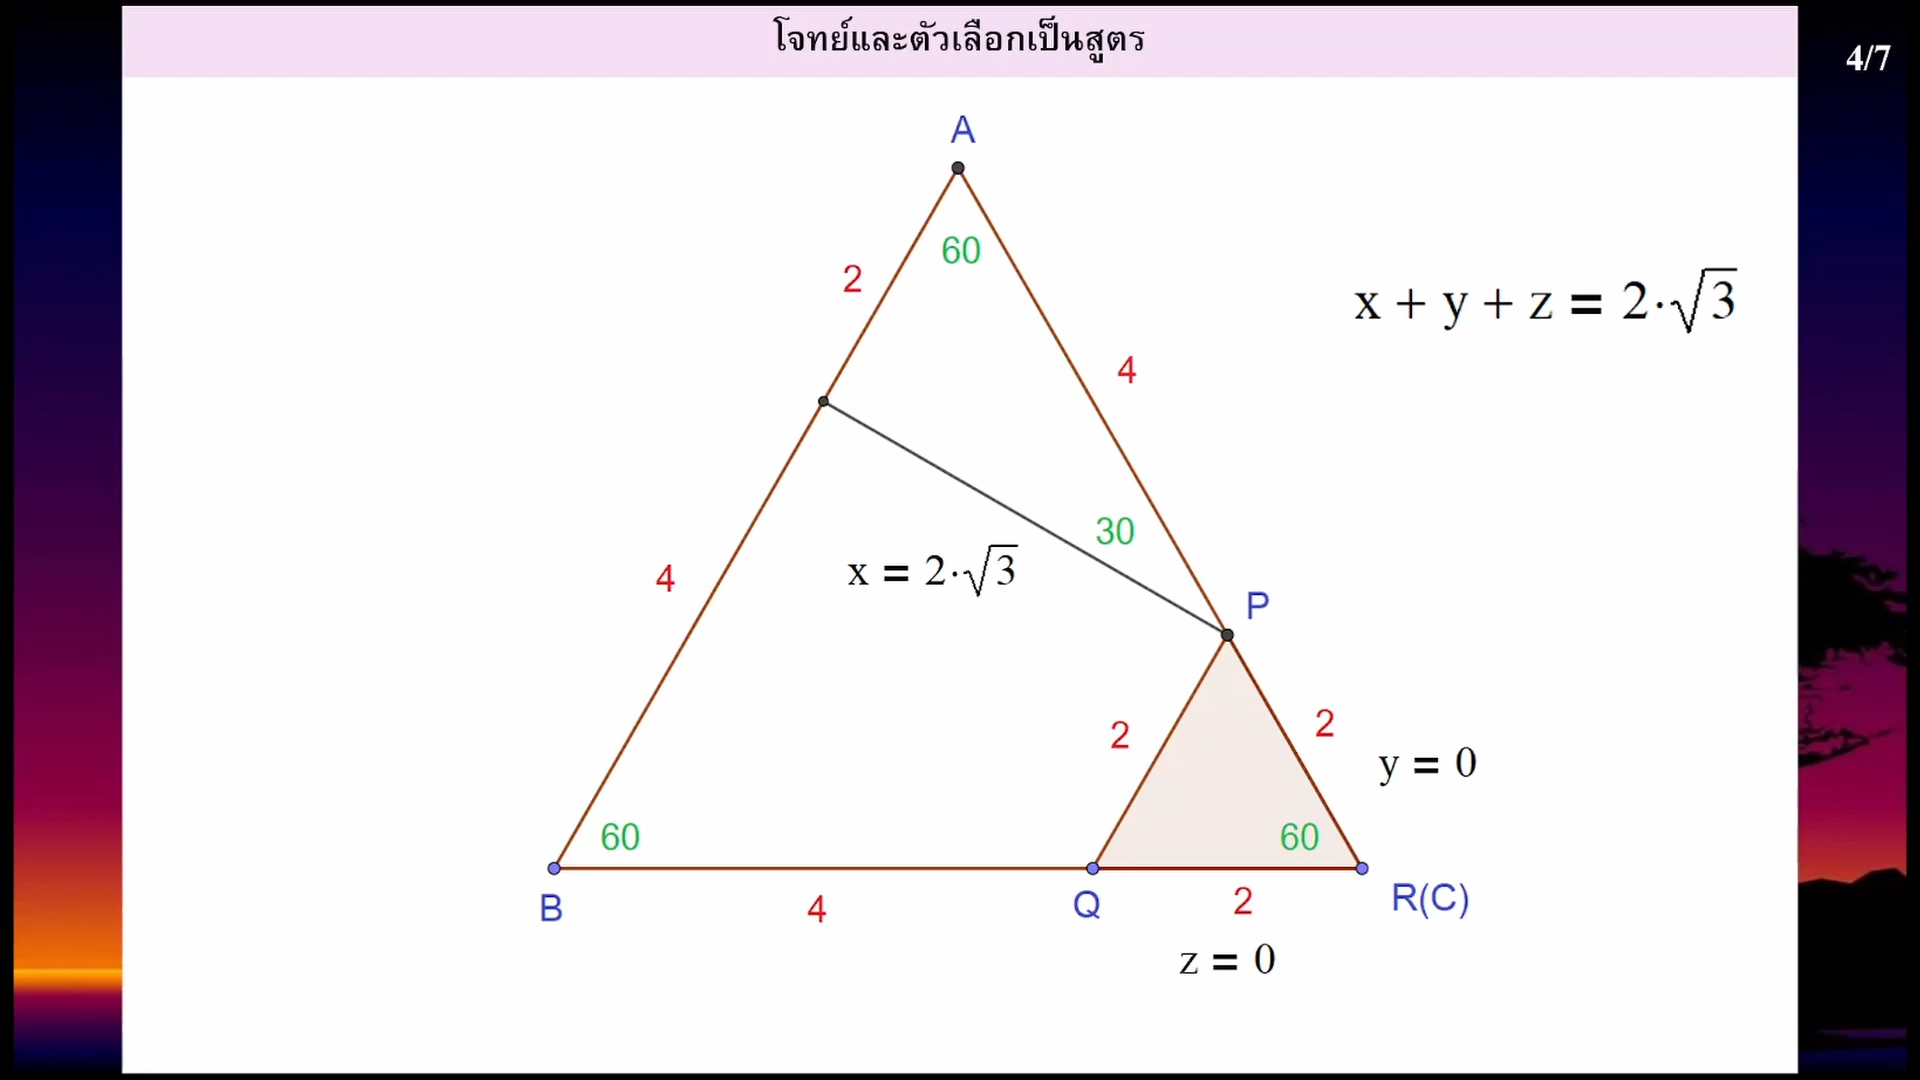 โจทย์และตัวเลือกเป็นสูตร
4/7
A
60
2
x + y + z = 2·√3
4
30
x = 2·√3
4
P
2
2
y = 0
60
60
B
4
Q
2
R(C)
z = 0